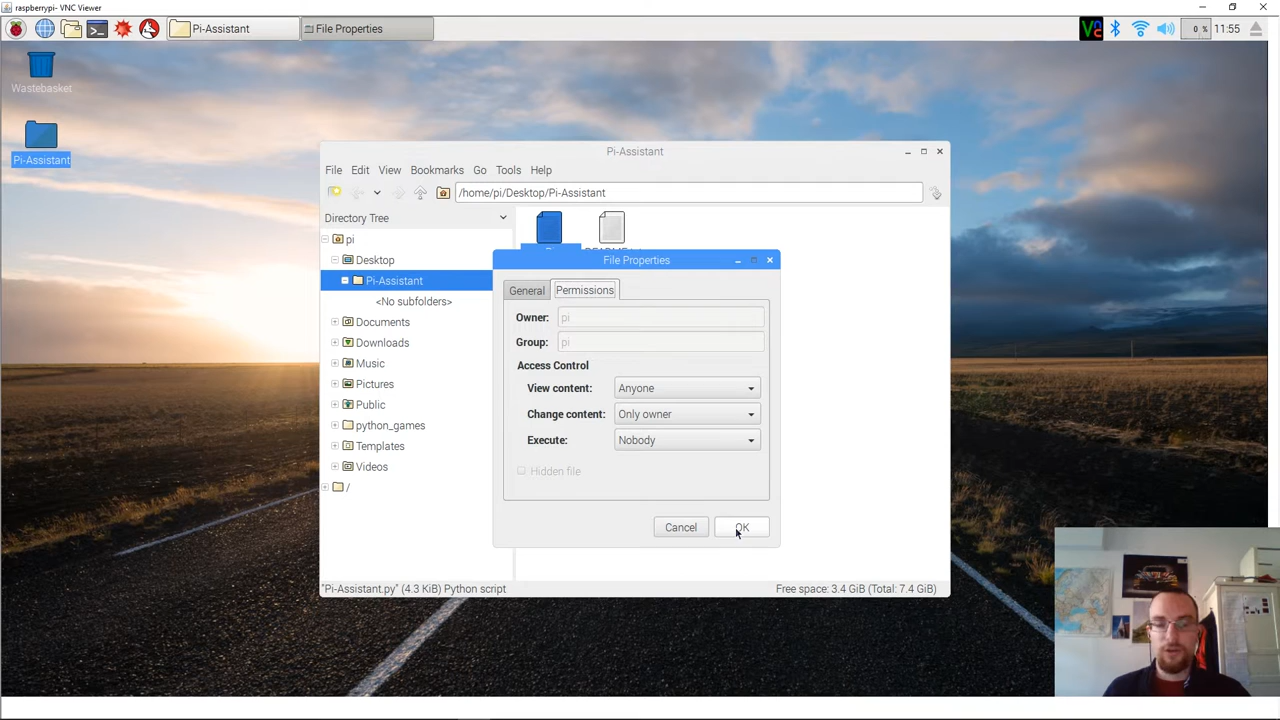 raspberrypi- VNC Viewer
Pi-Assistant
File Properties
0 %
11:55
Wastebasket
Pi-Assistant
Pi-Assistant
File Edit View Bookmarks Go Tools Help
/home/pi/Desktop/Pi-Assistant
Directory Tree
pi
Desktop
Pi-Assistant
<No subfolders>
Documents
Downloads
Music
Pictures
Public
python_games
Templates
Videos
/
File Properties
General
Permissions
Owner: pi
Group: pi
Access Control
View content: Anyone
Change content: Only owner
Execute: Nobody
Hidden file
Cancel
OK
"Pi-Assistant.py" (4.3 KiB) Python script
Free space: 3.4 GiB (Total: 7.4 GiB)